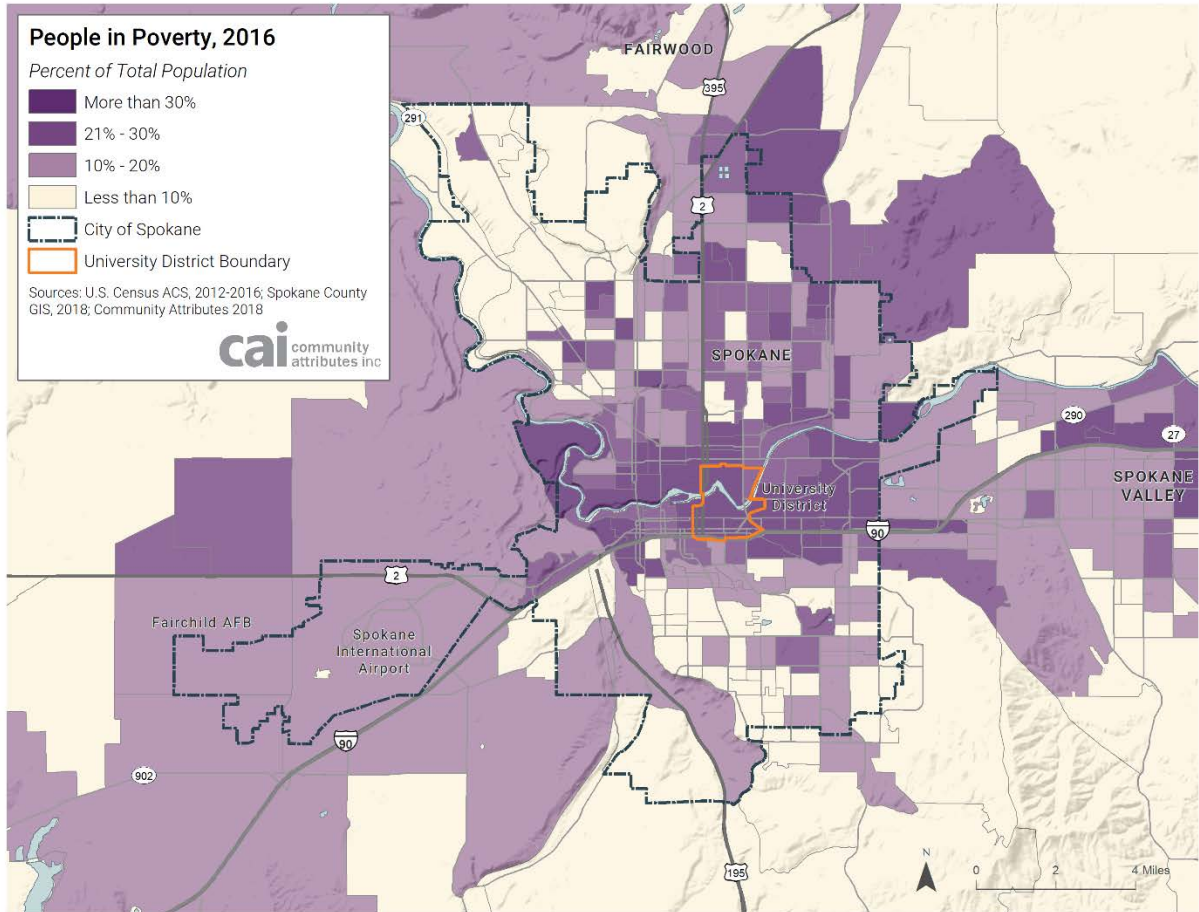 People in Poverty, 2016
Percent of Total Population
More than 30%
21% - 30%
10% - 20%
Less than 10%
City of Spokane
University District Boundary
Sources: U.S. Census ACS, 2012-2016; Spokane County
GIS, 2018; Community Attributes 2018
cai community
attributes inc
FAIRWOOD
395
291
2
SPOKANE
290
27
SPOKANE
VALLEY
University
District
90
2
Fairchild AFB
Spokane
International
Airport
90
902
195
N
0 2 4 Miles